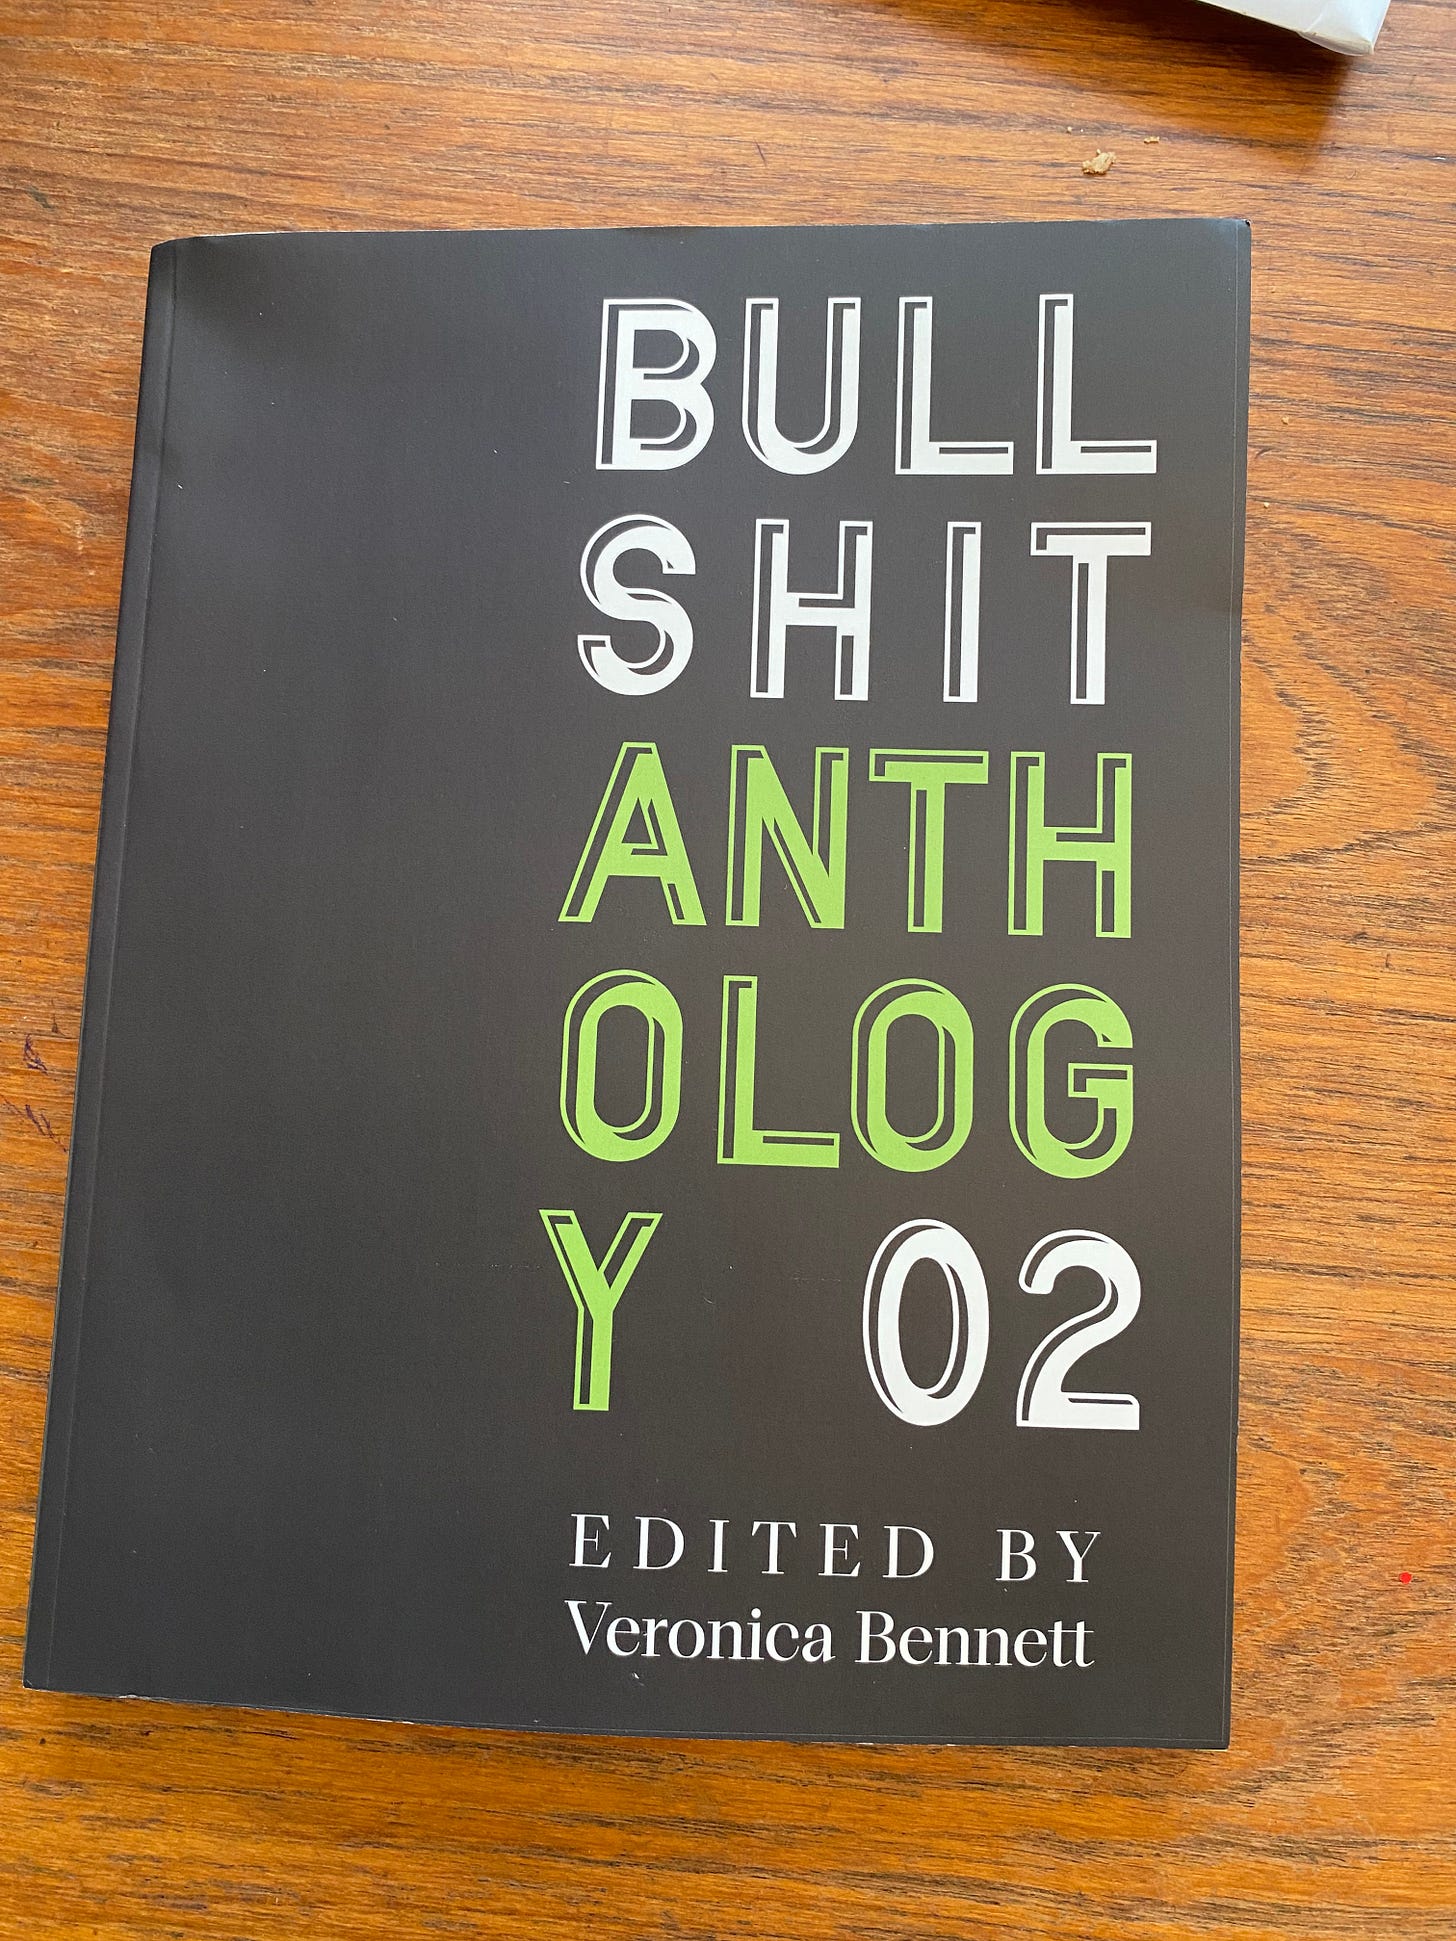 BULL
SHIT
ANTH
OLOG
Y 02
EDITED BY
Veronica Bennett